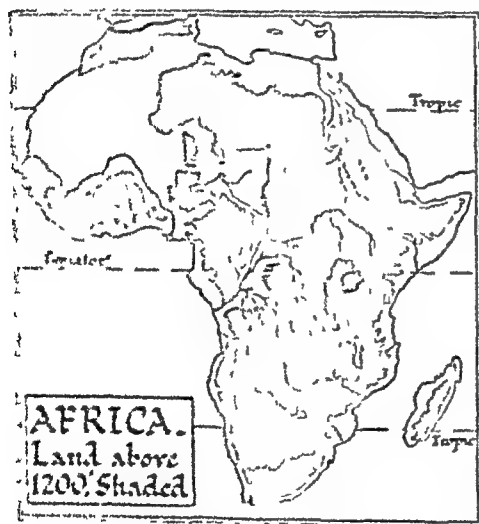 Tropic
Equator
AFRICA.
Land above
1200,' Shaded
Tropic